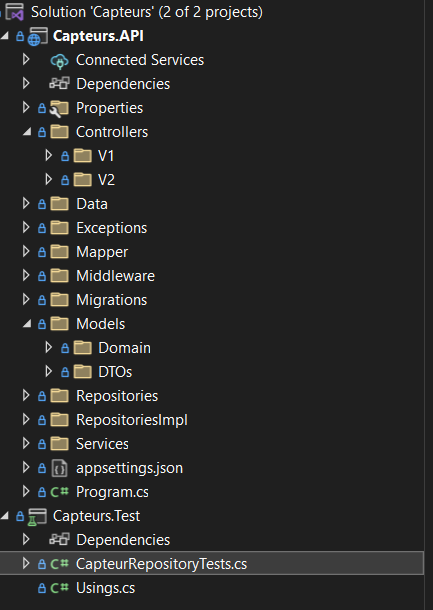 Solution 'Capteurs' (2 of 2 projects)
Capteurs.API
Connected Services
Dependencies
Properties
Controllers
V1
V2
Data
Exceptions
Mapper
Middleware
Migrations
Models
Domain
DTOs
Repositories
RepositoriesImpl
Services
appsettings.json
C# Program.cs
Capteurs.Test
Dependencies
C# CapteurRepositoryTests.cs
C# Usings.cs